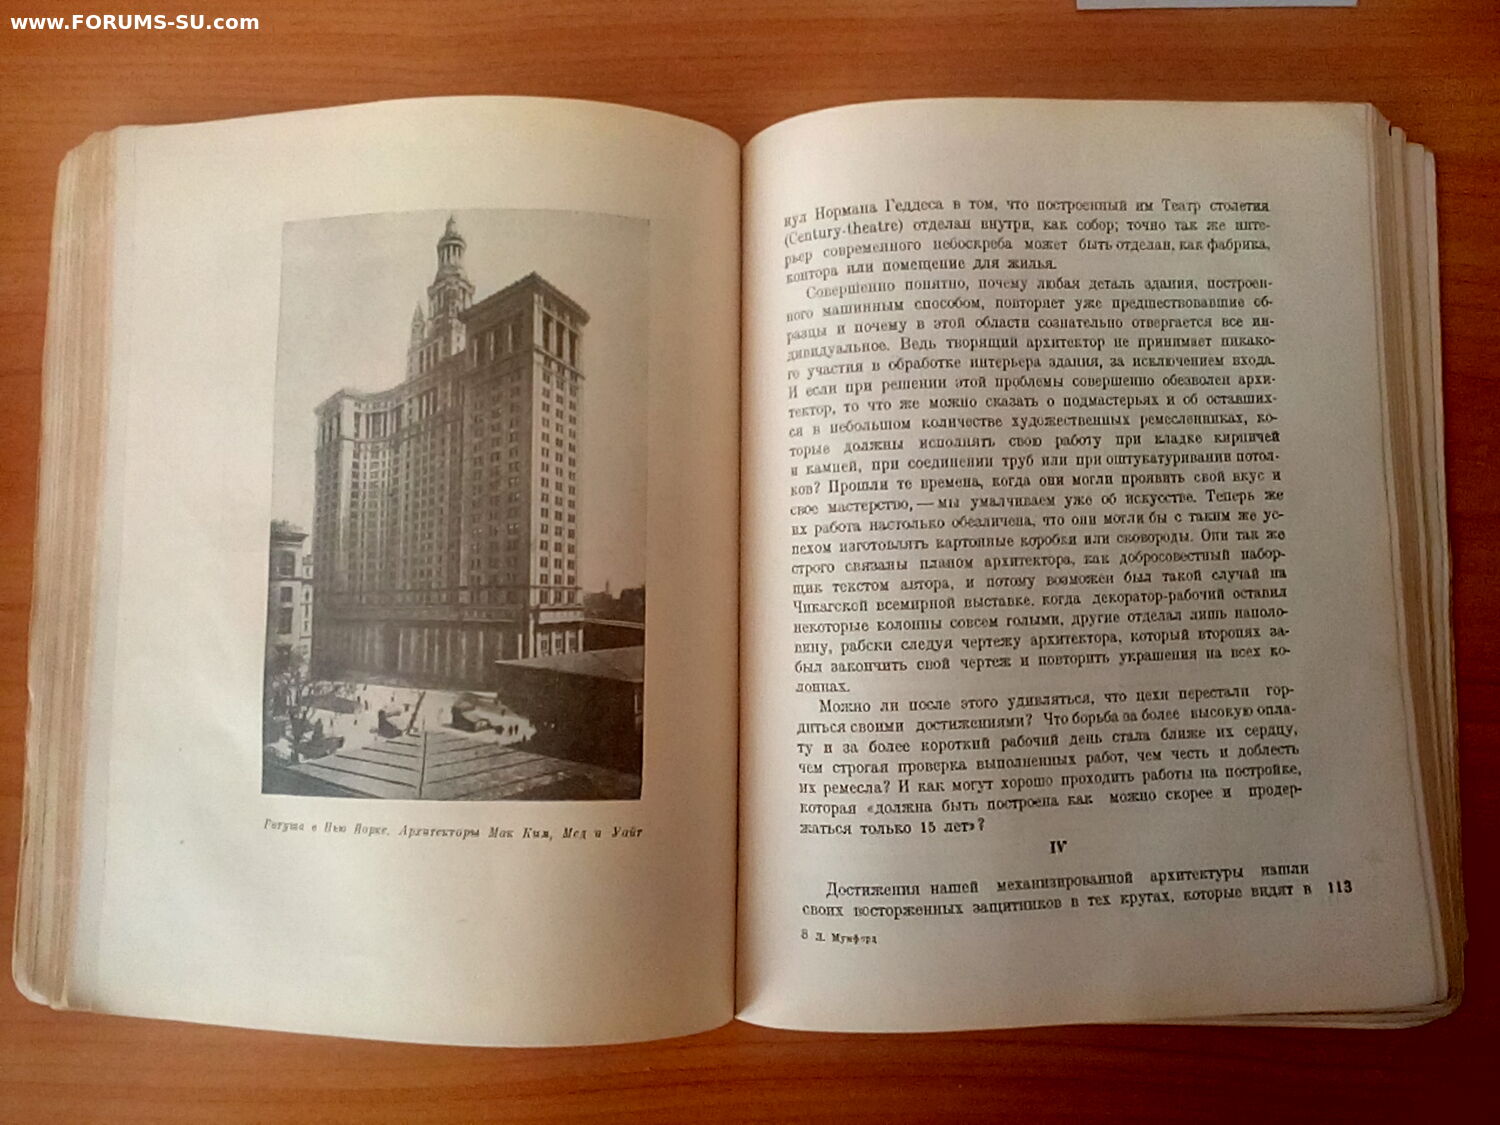 www.FORUMS-SU.com
Ратуша в Нью Йорке. Архитекторы Мак Ким, Мед и Уайт
нул Нормана Геддеса в том, что построенный им Театр столетия
(Century-theatre) отделан внутри, как собор; точно так же инте-
рьер современного небоскреба может быть отделан, как фабрика,
контора или помещение для жилья.
Совершенно понятно, почему любая деталь здания, построен-
ного машинным способом, повторяет уже предшествовавшие об-
разцы и почему в этой области сознательно отвергается все ин-
дивидуальное. Ведь творящий архитектор не принимает никако-
го участия в обработке интерьера здания, за исключением входа.
И если при решении этой проблемы совершенно обезволен архи-
тектор, то что же можно сказать о подмастерьях и об оставших-
ся в небольшом количестве художественных ремесленниках, ко-
торые должны исполнять свою работу при кладке кирпичей
и камней, при соединении труб или при оштукатуривании потол-
ков? Прошли те времена, когда они могли проявить свой вкус и
свое мастерство, — мы умалчиваем уже об искусстве. Теперь же
их работа настолько обезличена, что они могли бы с таким же ус-
пехом изготовлять картонные коробки или сковороды. Они так же
строго связаны планом архитектора, как добросовестный набор-
щик текстом автора, и потому возможен был такой случай на
Чикагской всемирной выставке, когда декоратор-рабочий оставил
некоторые колонны совсем голыми, другие отделал лишь наполо-
вину, рабски следуя чертежу архитектора, который второпях за-
был закончить свой чертеж и повторить украшения на всех ко-
лоннах.
Можно ли после этого удивляться, что цехи перестали гор-
диться своими достижениями? Что борьба за более высокую опла-
ту и за более короткий рабочий день стала ближе их сердцу,
чем строгая проверка выполненных работ, чем честь и доблесть
их ремесла? И как могут хорошо проходить работы на постройке,
которая «должна быть построена как можно скорее и продер-
жаться только 15 лет»?
IV
Достижения нашей механизированной архитектуры нашли
своих восторженных защитников в тех кругах, которые видят в 113
8 Л. Мумфорд